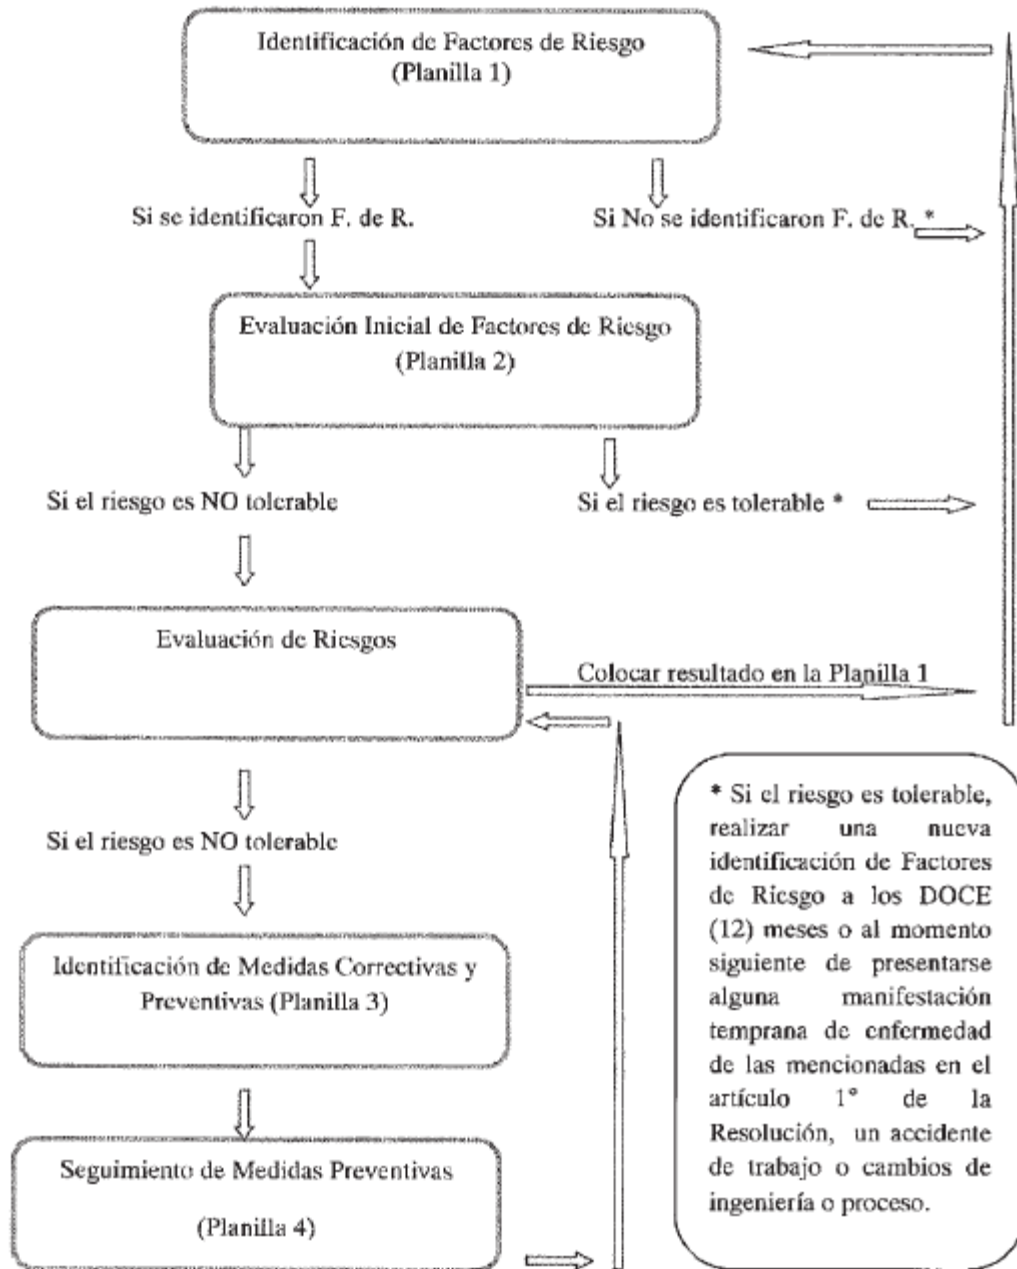 Identificación de Factores de Riesgo
(Planilla 1)
Si se identificaron F. de R.
Si No se identificaron F. de R. *
Evaluación Inicial de Factores de Riesgo
(Planilla 2)
Si el riesgo es NO tolerable
Si el riesgo es tolerable *
Evaluación de Riesgos
Colocar resultado en la Planilla 1
Si el riesgo es NO tolerable
Identificación de Medidas Correctivas y
Preventivas (Planilla 3)
Seguimiento de Medidas Preventivas
(Planilla 4)
* Si el riesgo es tolerable,
realizar una nueva
identificación de Factores
de Riesgo a los DOCE
(12) meses o al momento
siguiente de presentarse
alguna manifestación
temprana de enfermedad
de las mencionadas en el
artículo 1° de la
Resolución, un accidente
de trabajo o cambios de
ingeniería o proceso.